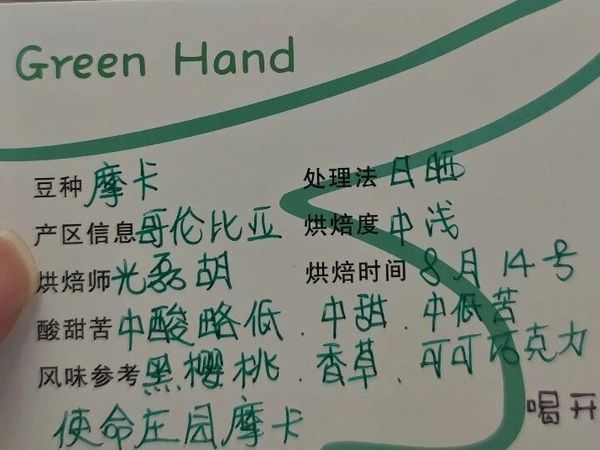 Green Hand
豆种 摩卡 处理法 日晒
产区信息 哥伦比亚 烘焙度 中浅
烘焙师 光磊胡 烘焙时间 8月14号
酸甜苦 中酸略低 . 中甜 . 中低苦
风味参考 黑樱桃 . 香草 . 可可巧克力
使命庄园摩卡 喝开